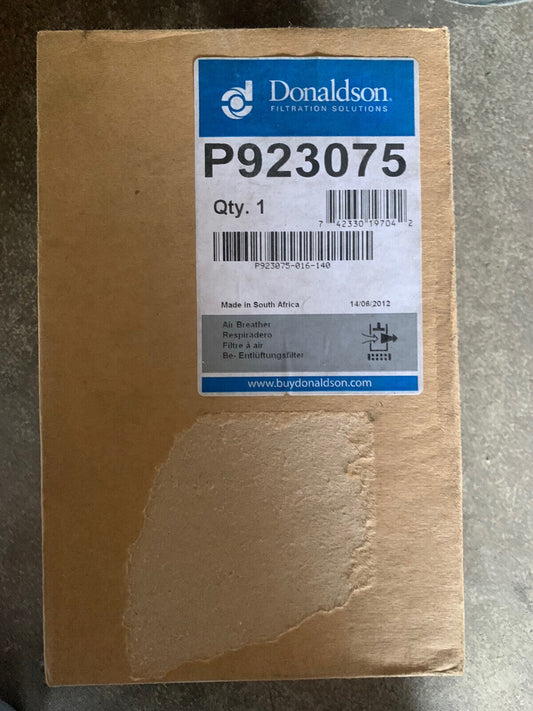 Donaldson®
FILTRATION SOLUTIONS
P923075
Qty. 1
7 42330 19704 2
P923075-016-140
Made in South Africa 14/06/2012
Air Breather
Respiradero
Filtre à air
Be- Entlüftungsfilter
www.buydonaldson.com